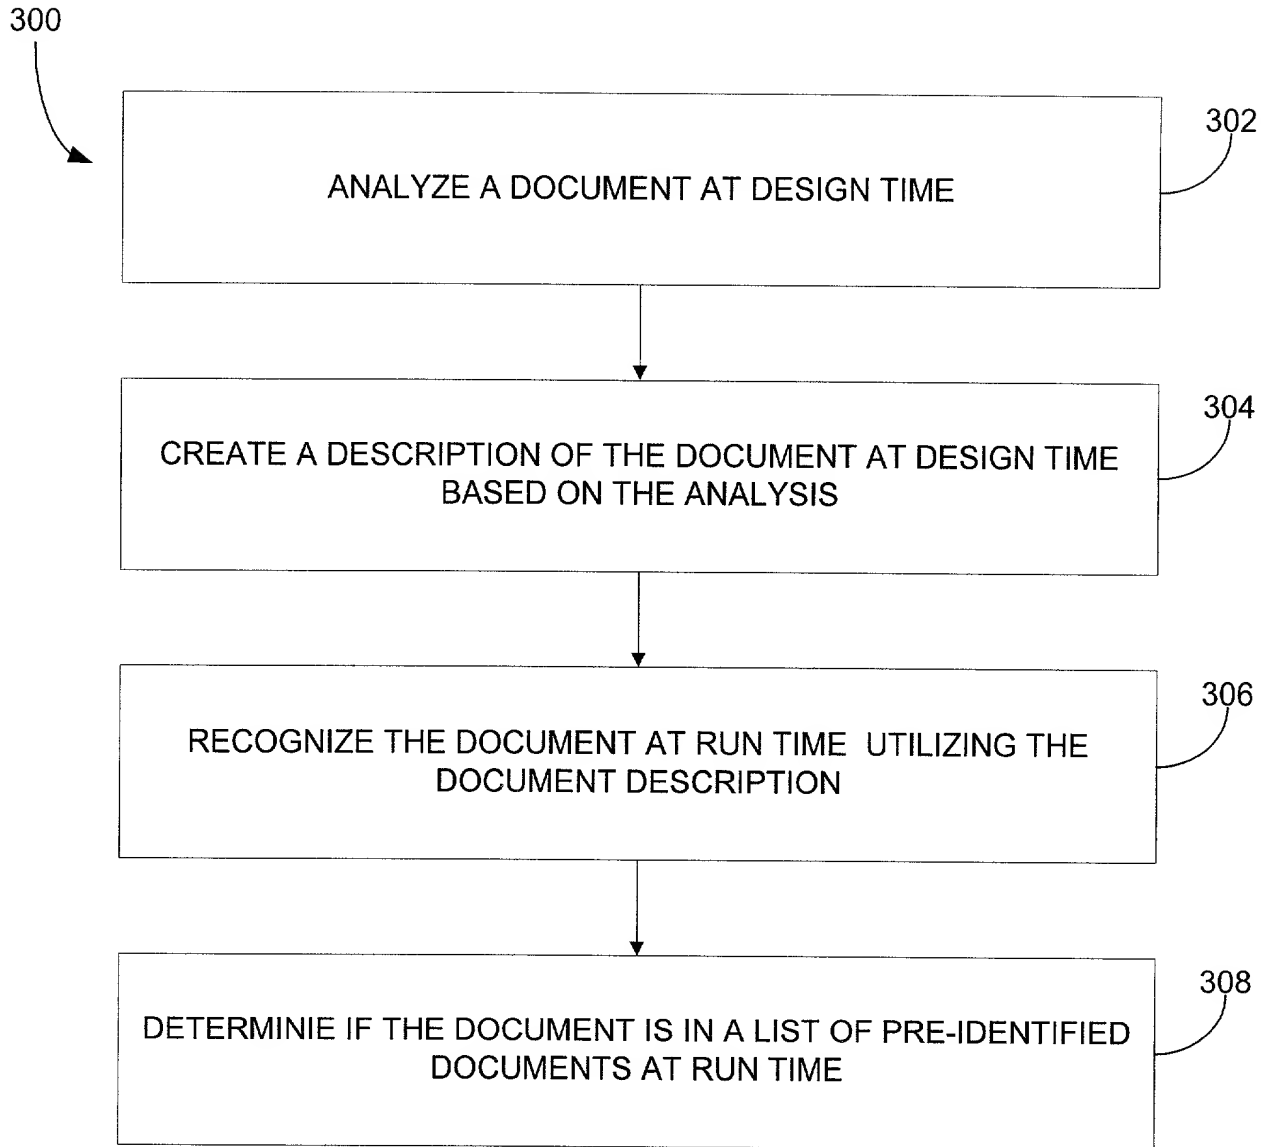 300
302
ANALYZE A DOCUMENT AT DESIGN TIME
304
CREATE A DESCRIPTION OF THE DOCUMENT AT DESIGN TIME
BASED ON THE ANALYSIS
306
RECOGNIZE THE DOCUMENT AT RUN TIME UTILIZING THE
DOCUMENT DESCRIPTION
308
DETERMINIE IF THE DOCUMENT IS IN A LIST OF PRE-IDENTIFIED
DOCUMENTS AT RUN TIME